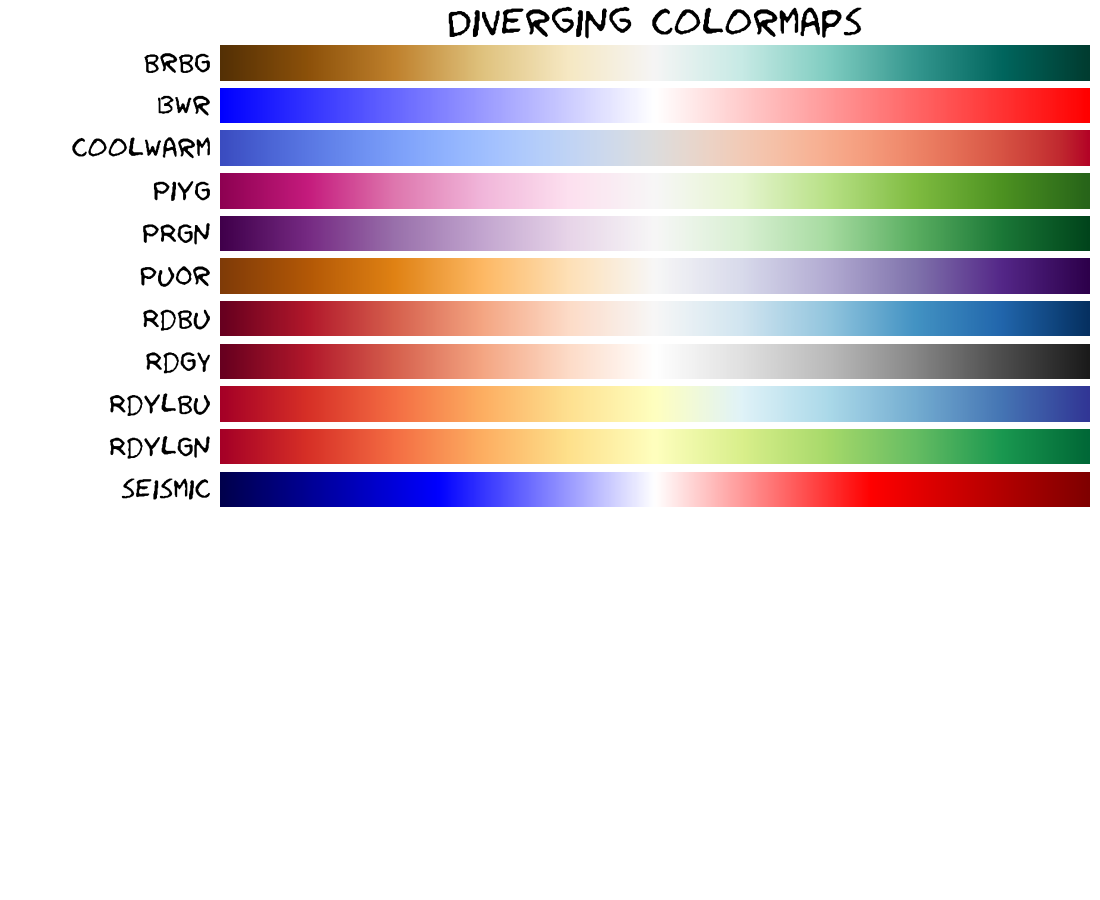 DIVERGING COLORMAPS
BRBG
BWR
COOLWARM
PIYG
PRGN
PUOR
RDBU
RDGY
RDYLBU
RDYLGN
SEISMIC